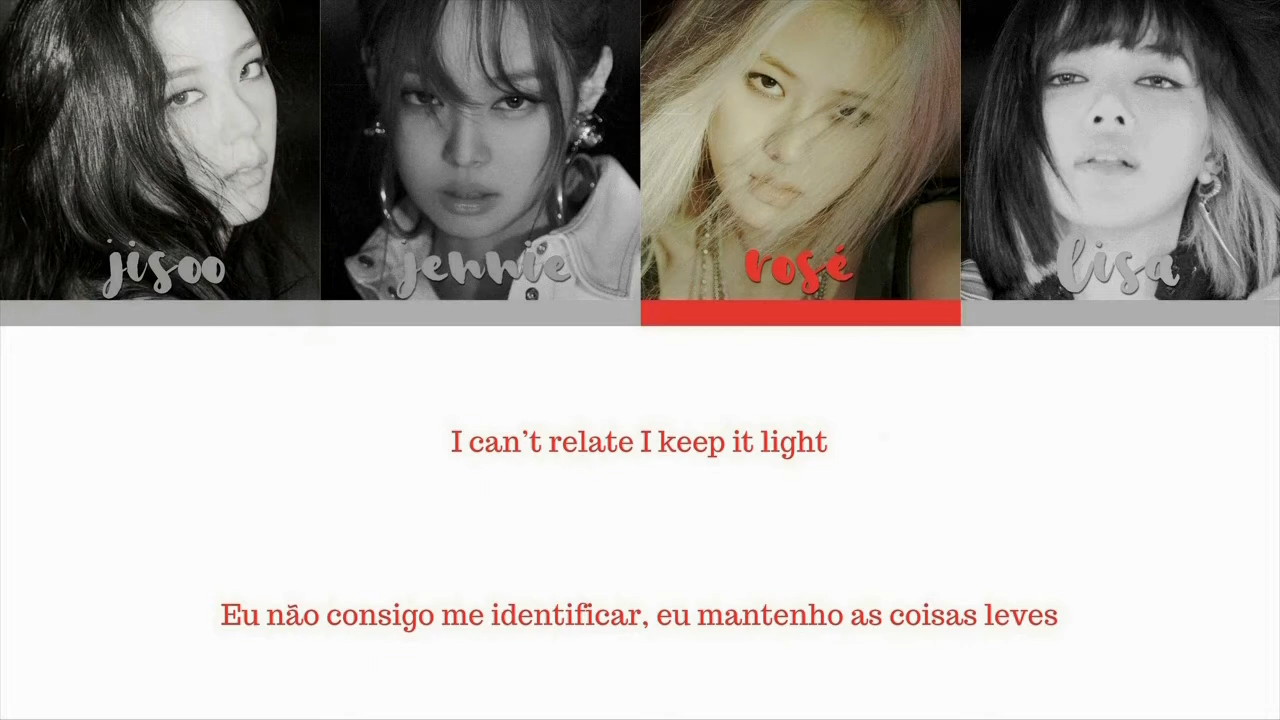 jisoo
jennie
rosé
lisa
I can't relate I keep it light
Eu não consigo me identificar, eu mantenho as coisas leves